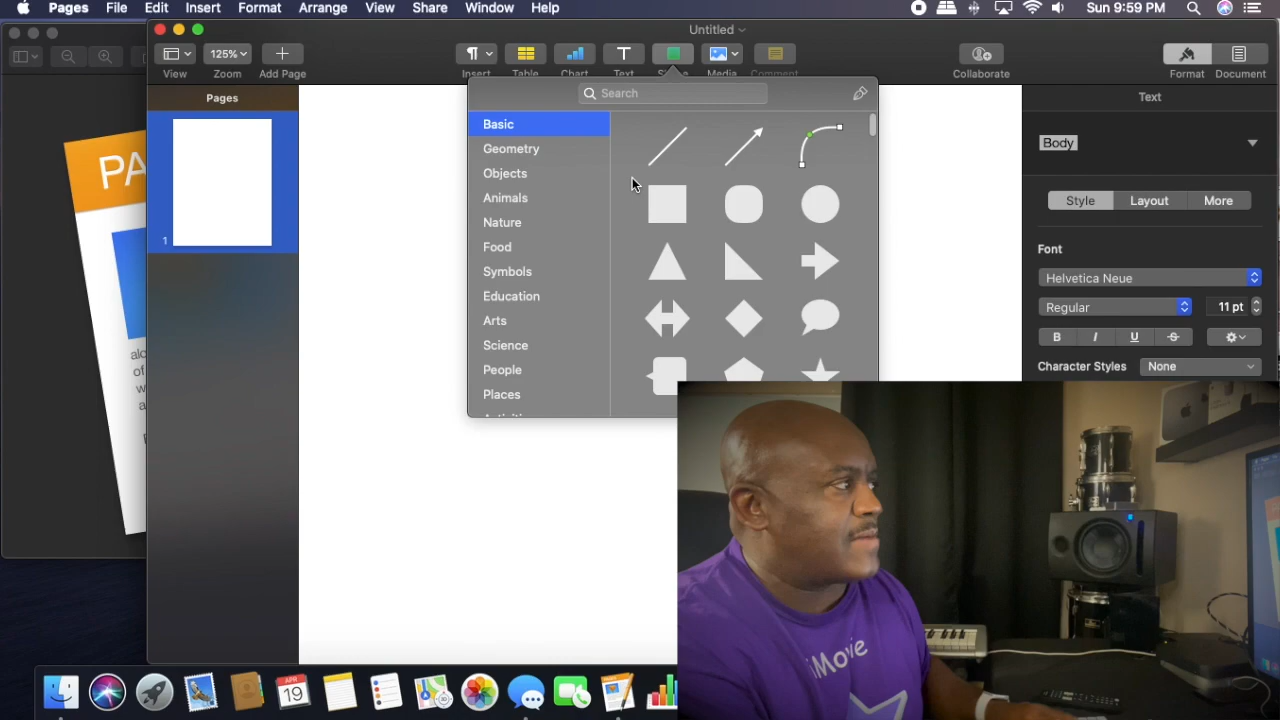 Pages File Edit Insert Format Arrange View Share Window Help Sun 9:59 PM
Untitled
125%
View Zoom Add Page Insert Table Chart Text Media Comment Collaborate Format Document
Pages
1
PA
Search
Basic
Geometry
Objects
Animals
Nature
Food
Symbols
Education
Arts
Science
People
Places
Text
Body
Style Layout More
Font
Helvetica Neue
Regular 11 pt
B I U S
Character Styles None
iMovie
APR
19